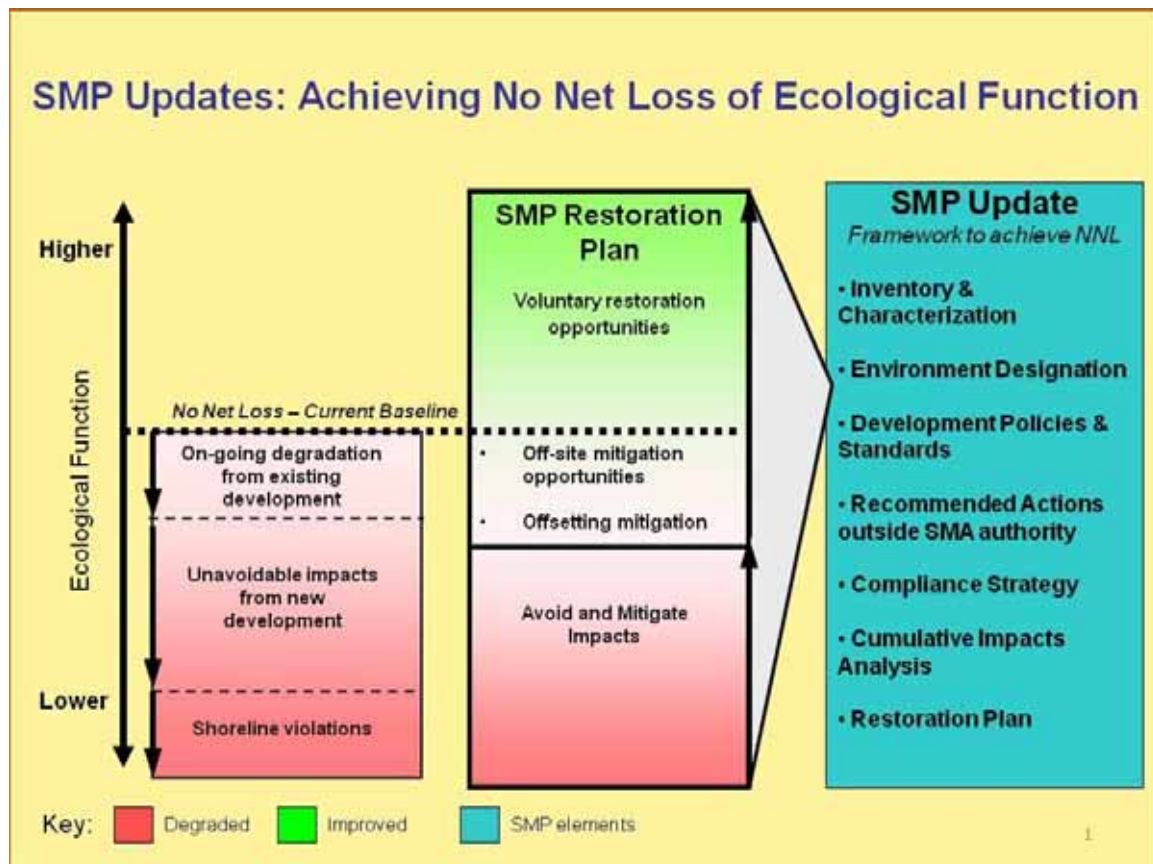 SMP Updates: Achieving No Net Loss of Ecological Function
Higher
Ecological Function
Lower
No Net Loss – Current Baseline
On-going degradation
from existing
development
Unavoidable impacts
from new
development
Shoreline violations
SMP Restoration
Plan
Voluntary restoration
opportunities
• Off-site mitigation
opportunities
• Offsetting mitigation
Avoid and Mitigate
Impacts
SMP Update
Framework to achieve NNL
• Inventory &
Characterization
• Environment Designation
• Development Policies &
Standards
• Recommended Actions
outside SMA authority
• Compliance Strategy
• Cumulative Impacts
Analysis
• Restoration Plan
Key: Degraded Improved SMP elements
1